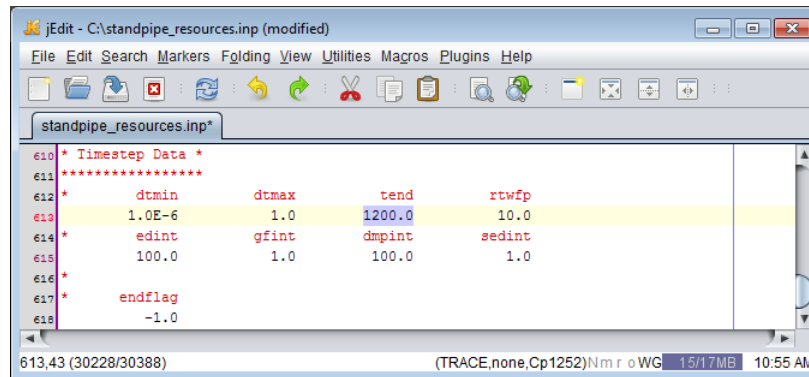 jEdit - C:\standpipe_resources.inp (modified)
File Edit Search Markers Folding View Utilities Macros Plugins Help
standpipe_resources.inp*
610 * Timestep Data *
611 *****************
612 * dtmin dtmax tend rtwfp
613 1.0E-6 1.0 1200.0 10.0
614 * edint gfint dmpint sedint
615 100.0 1.0 100.0 1.0
616 *
617 * endflag
618 -1.0
613,43 (30228/30388) (TRACE,none,Cp1252)Nm r o WG 15/17MB 10:55 AM